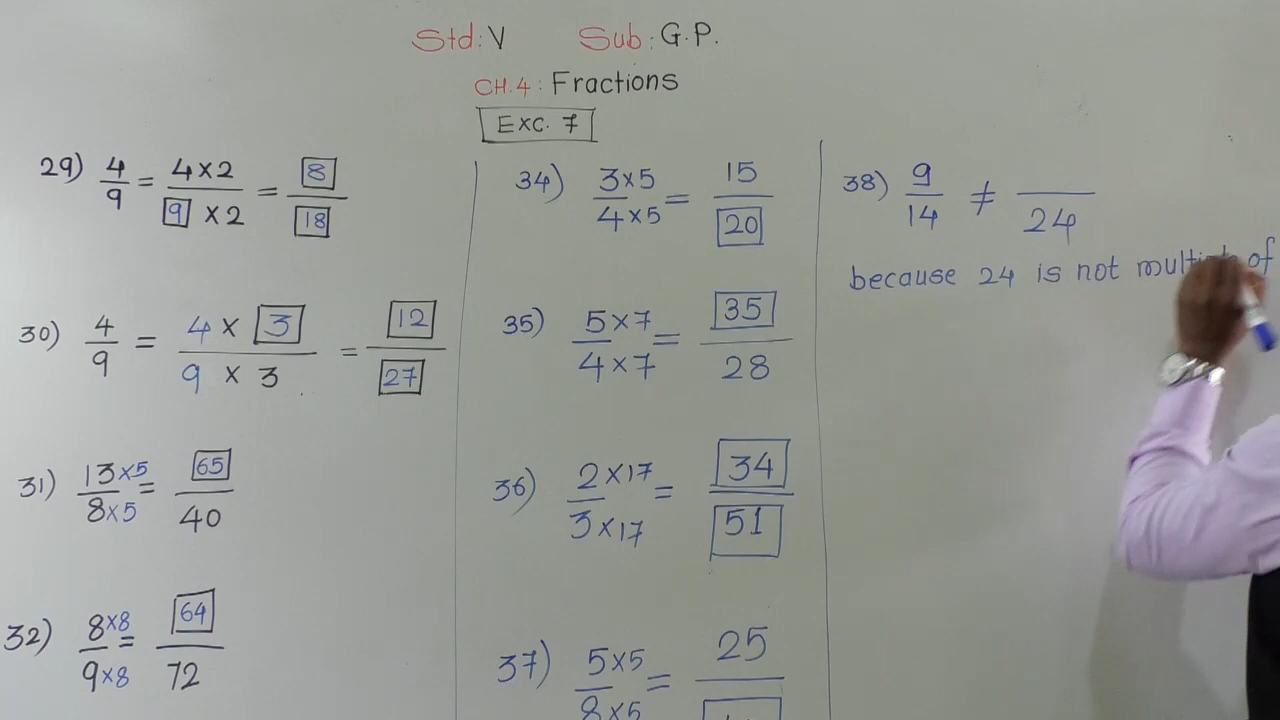 Std: V Sub: G.P.
CH.4: Fractions
Exc. 7
29) 4/9 = 4×2/9×2 = 8/18
30) 4/9 = 4×3/9×3 = 12/27
31) 13×5/8×5 = 65/40
32) 8×8/9×8 = 64/72
34) 3×5/4×5 = 15/20
35) 5×7/4×7 = 35/28
36) 2×17/3×17 = 34/51
37) 5×5/8×5 = 25/
38) 9/14 ≠ /24
because 24 is not of